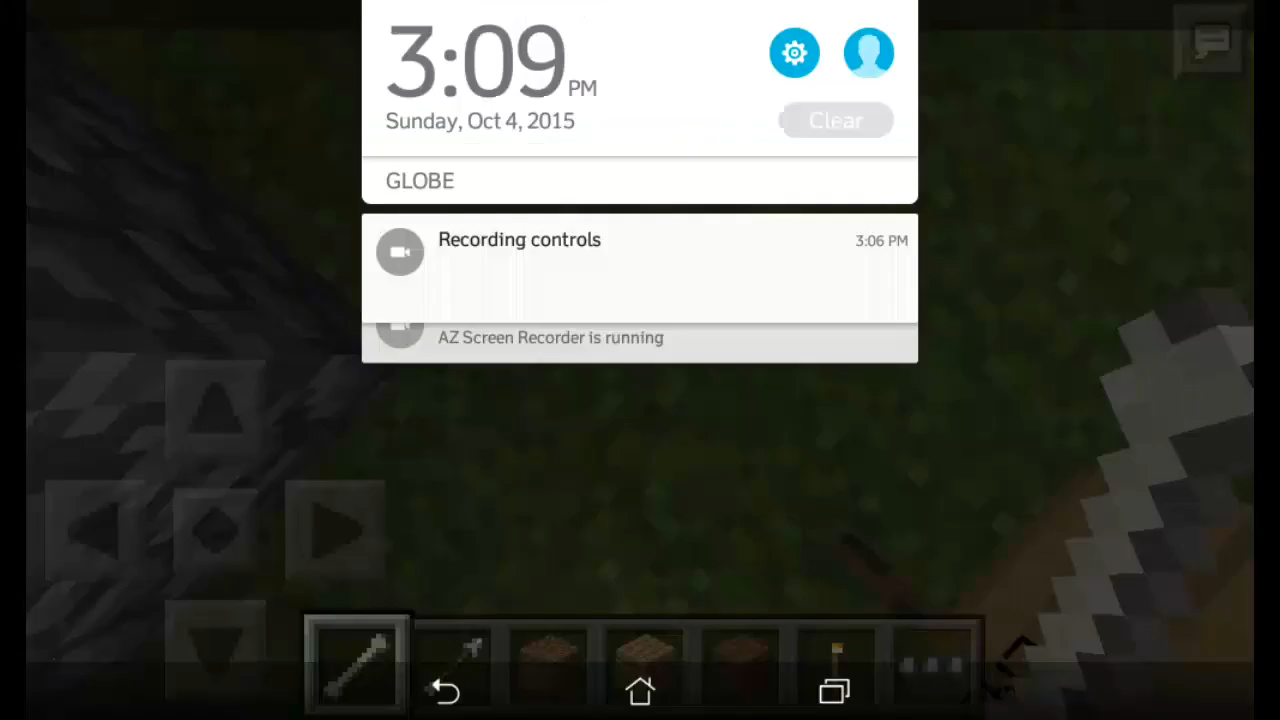 3:09 PM
Sunday, Oct 4, 2015
Clear
GLOBE
Recording controls
3:06 PM
AZ Screen Recorder is running